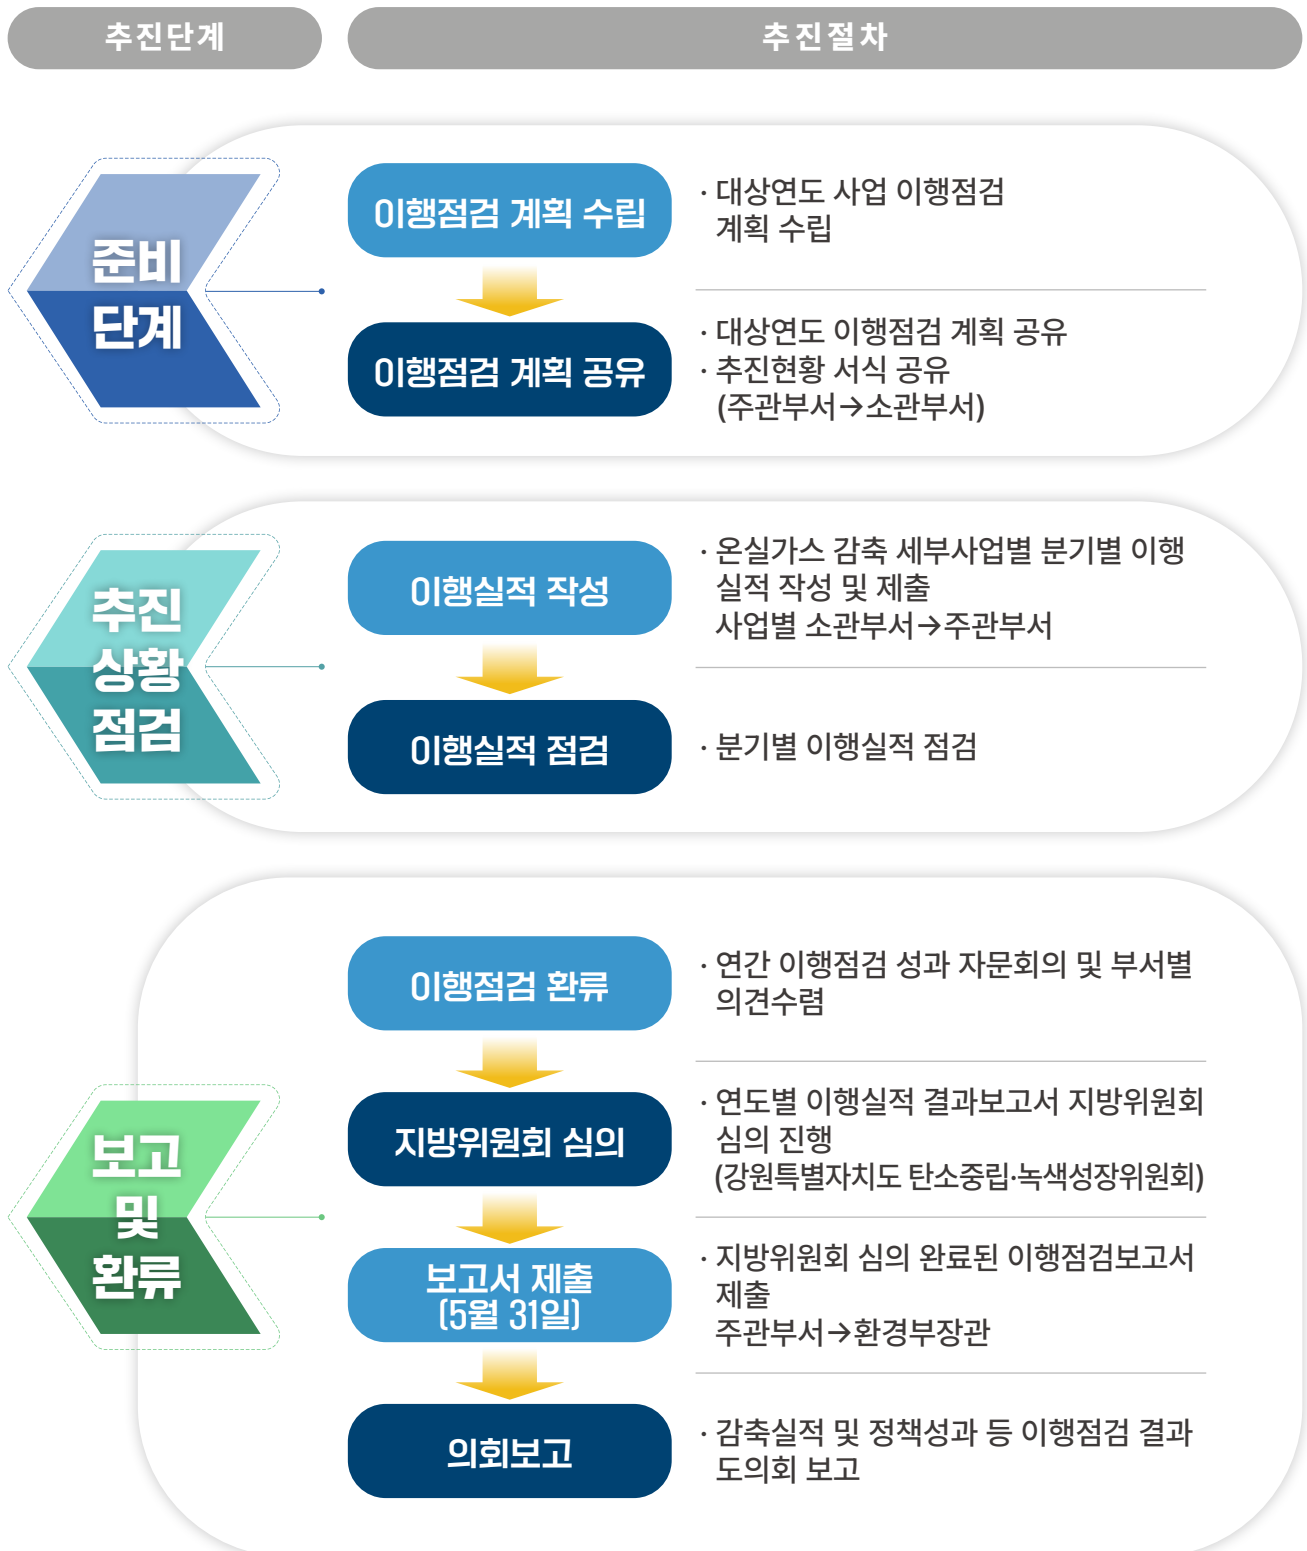 추진단계
추진절차
준비
단계
이행점검 계획 수립
· 대상연도 사업 이행점검
계획 수립
이행점검 계획 공유
· 대상연도 이행점검 계획 공유
· 추진현황 서식 공유
(주관부서→소관부서)
추진
상황
점검
이행실적 작성
· 온실가스 감축 세부사업별 분기별 이행
실적 작성 및 제출
사업별 소관부서→주관부서
이행실적 점검
· 분기별 이행실적 점검
보고
및
환류
이행점검 환류
· 연간 이행점검 성과 자문회의 및 부서별
의견수렴
지방위원회 심의
· 연도별 이행실적 결과보고서 지방위원회
심의 진행
(강원특별자치도 탄소중립·녹색성장위원회)
보고서 제출
(5월 31일)
· 지방위원회 심의 완료된 이행점검보고서
제출
주관부서→환경부장관
의회보고
· 감축실적 및 정책성과 등 이행점검 결과
도의회 보고